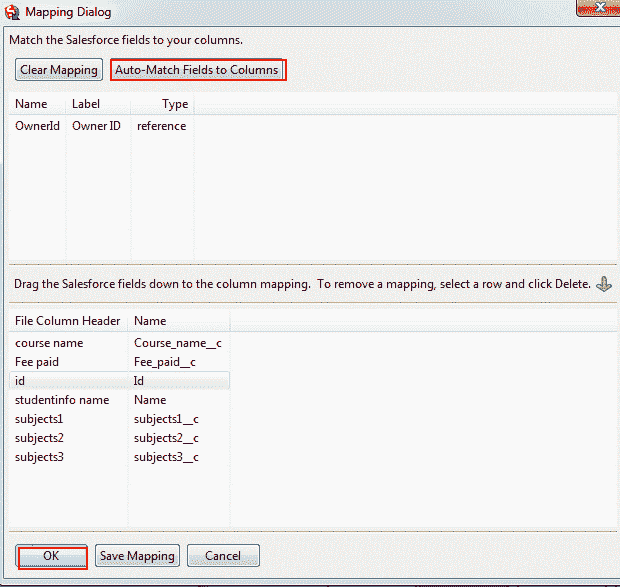 Mapping Dialog
Match the Salesforce fields to your columns.
Clear Mapping Auto-Match Fields to Columns
Name Label Type
OwnerId Owner ID reference
Drag the Salesforce fields down to the column mapping. To remove a mapping, select a row and click Delete.
File Column Header Name
course name Course_name__c
Fee paid Fee_paid__c
id Id
studentinfo name Name
subjects1 subjects1__c
subjects2 subjects2__c
subjects3 subjects3__c
OK Save Mapping Cancel